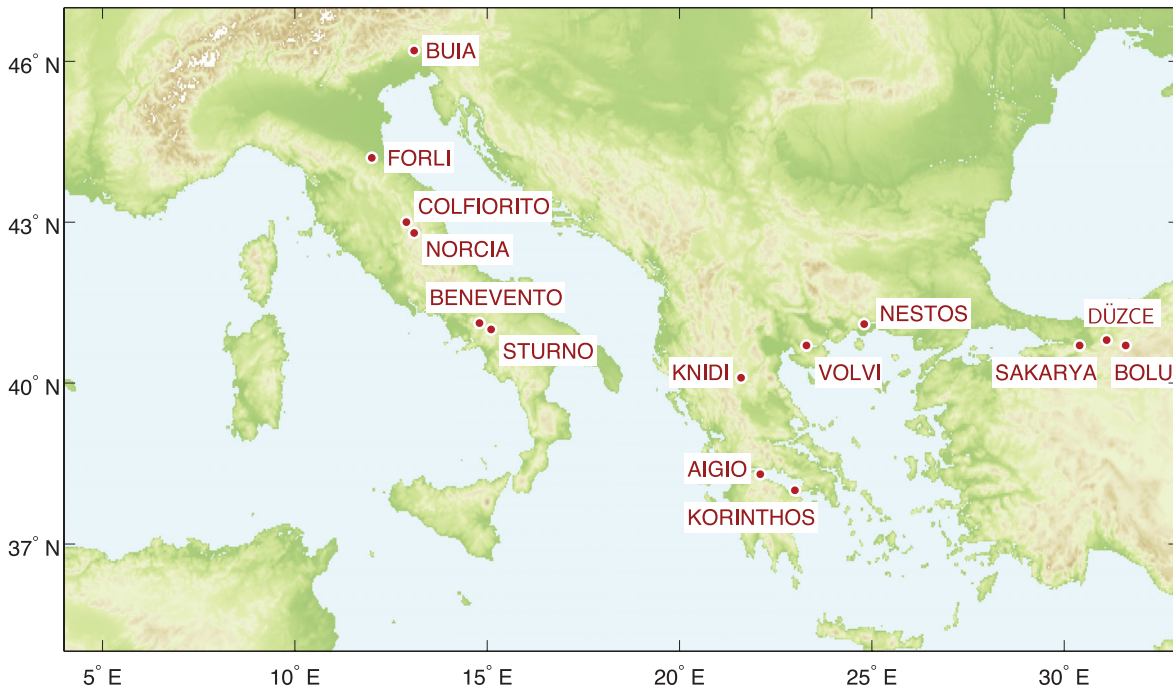 46° N
BUIA
FORLI
COLFIORITO
43° N
NORCIA
BENEVENTO
NESTOS
DÜZCE
STURNO
KNIDI
VOLVI
SAKARYA
BOLU
40° N
AIGIO
KORINTHOS
37° N
5° E
10° E
15° E
20° E
25° E
30° E